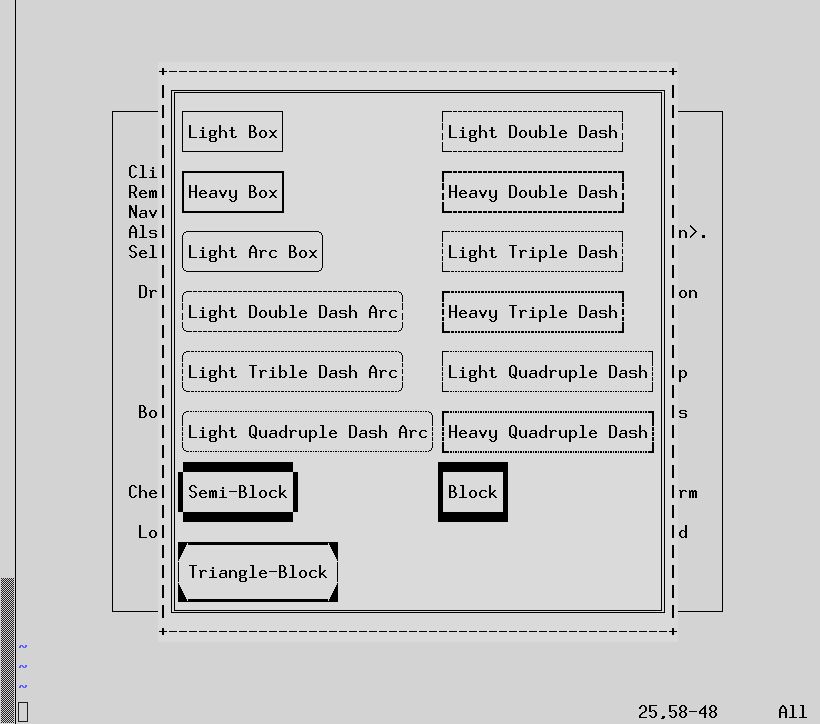 Light Box Light Double Dash
Cli
Rem Heavy Box Heavy Double Dash
Nav
Als n>.
Sel Light Arc Box Light Triple Dash
Dr on
Light Double Dash Arc Heavy Triple Dash
Light Trible Dash Arc Light Quadruple Dash p
Bo s
Light Quadruple Dash Arc Heavy Quadruple Dash
Che Semi-Block Block rm
Lo d
Triangle-Block
~
~
~
25,58-48 All